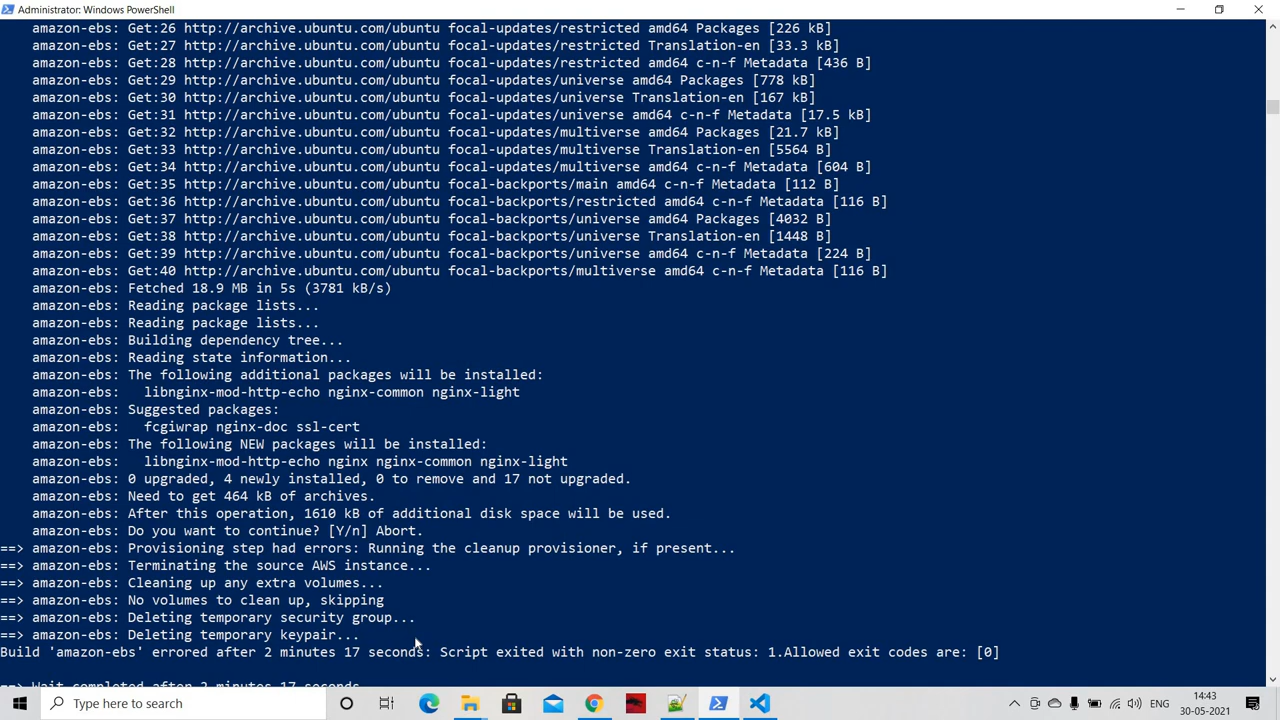 Administrator: Windows PowerShell
amazon-ebs: Get:26 http://archive.ubuntu.com/ubuntu focal-updates/restricted amd64 Packages [226 kB]
amazon-ebs: Get:27 http://archive.ubuntu.com/ubuntu focal-updates/restricted Translation-en [33.3 kB]
amazon-ebs: Get:28 http://archive.ubuntu.com/ubuntu focal-updates/restricted amd64 c-n-f Metadata [436 B]
amazon-ebs: Get:29 http://archive.ubuntu.com/ubuntu focal-updates/universe amd64 Packages [778 kB]
amazon-ebs: Get:30 http://archive.ubuntu.com/ubuntu focal-updates/universe Translation-en [167 kB]
amazon-ebs: Get:31 http://archive.ubuntu.com/ubuntu focal-updates/universe amd64 c-n-f Metadata [17.5 kB]
amazon-ebs: Get:32 http://archive.ubuntu.com/ubuntu focal-updates/multiverse amd64 Packages [21.7 kB]
amazon-ebs: Get:33 http://archive.ubuntu.com/ubuntu focal-updates/multiverse Translation-en [5564 B]
amazon-ebs: Get:34 http://archive.ubuntu.com/ubuntu focal-updates/multiverse amd64 c-n-f Metadata [604 B]
amazon-ebs: Get:35 http://archive.ubuntu.com/ubuntu focal-backports/main amd64 c-n-f Metadata [112 B]
amazon-ebs: Get:36 http://archive.ubuntu.com/ubuntu focal-backports/restricted amd64 c-n-f Metadata [116 B]
amazon-ebs: Get:37 http://archive.ubuntu.com/ubuntu focal-backports/universe amd64 Packages [4032 B]
amazon-ebs: Get:38 http://archive.ubuntu.com/ubuntu focal-backports/universe Translation-en [1448 B]
amazon-ebs: Get:39 http://archive.ubuntu.com/ubuntu focal-backports/universe amd64 c-n-f Metadata [224 B]
amazon-ebs: Get:40 http://archive.ubuntu.com/ubuntu focal-backports/multiverse amd64 c-n-f Metadata [116 B]
amazon-ebs: Fetched 18.9 MB in 5s (3781 kB/s)
amazon-ebs: Reading package lists...
amazon-ebs: Reading package lists...
amazon-ebs: Building dependency tree...
amazon-ebs: Reading state information...
amazon-ebs: The following additional packages will be installed:
amazon-ebs:   libnginx-mod-http-echo nginx-common nginx-light
amazon-ebs: Suggested packages:
amazon-ebs:   fcgiwrap nginx-doc ssl-cert
amazon-ebs: The following NEW packages will be installed:
amazon-ebs:   libnginx-mod-http-echo nginx nginx-common nginx-light
amazon-ebs: 0 upgraded, 4 newly installed, 0 to remove and 17 not upgraded.
amazon-ebs: Need to get 464 kB of archives.
amazon-ebs: After this operation, 1610 kB of additional disk space will be used.
amazon-ebs: Do you want to continue? [Y/n] Abort.
==> amazon-ebs: Provisioning step had errors: Running the cleanup provisioner, if present...
==> amazon-ebs: Terminating the source AWS instance...
==> amazon-ebs: Cleaning up any extra volumes...
==> amazon-ebs: No volumes to clean up, skipping
==> amazon-ebs: Deleting temporary security group...
==> amazon-ebs: Deleting temporary keypair...
Build 'amazon-ebs' errored after 2 minutes 17 seconds: Script exited with non-zero exit status: 1.Allowed exit codes are: [0]
==> Wait completed after 2 minutes 17 seconds
Type here to search
ENG
14:43
30-05-2021